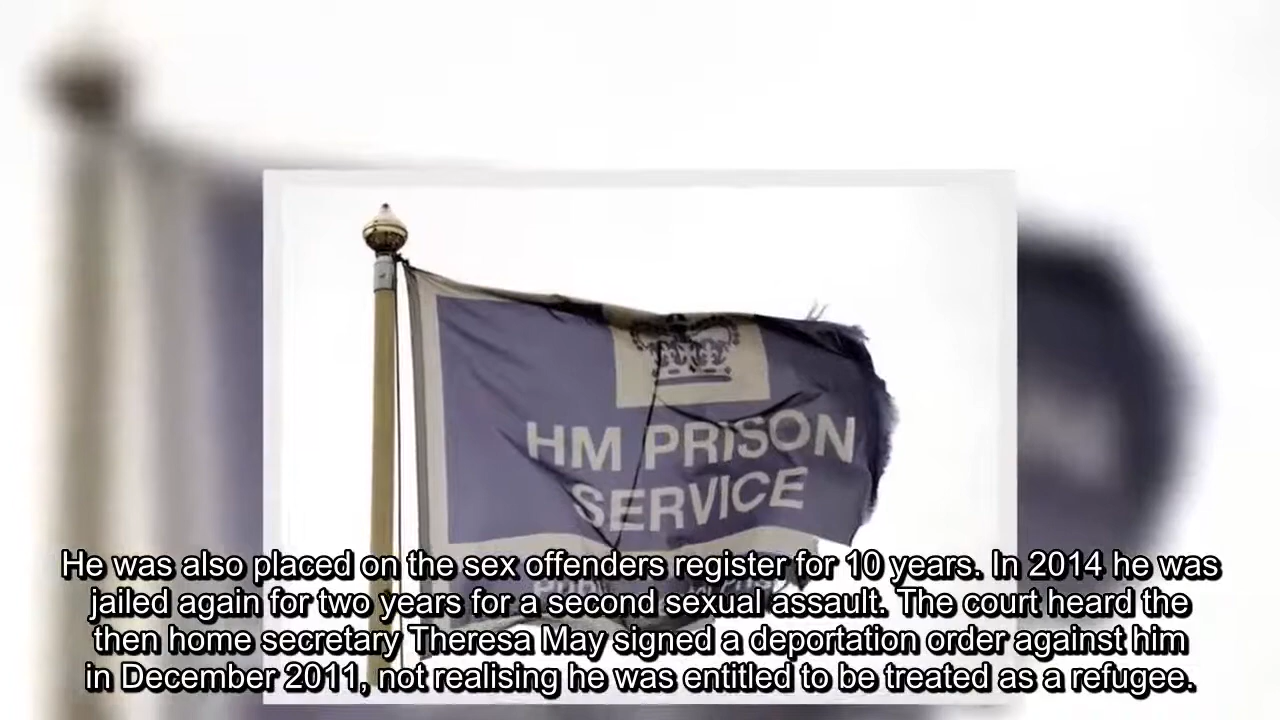 HM PRISON
SERVICE
He was also placed on the sex offenders register for 10 years. In 2014 he was
jailed again for two years for a second sexual assault. The court heard the
then home secretary Theresa May signed a deportation order against him
in December 2011, not realising he was entitled to be treated as a refugee.